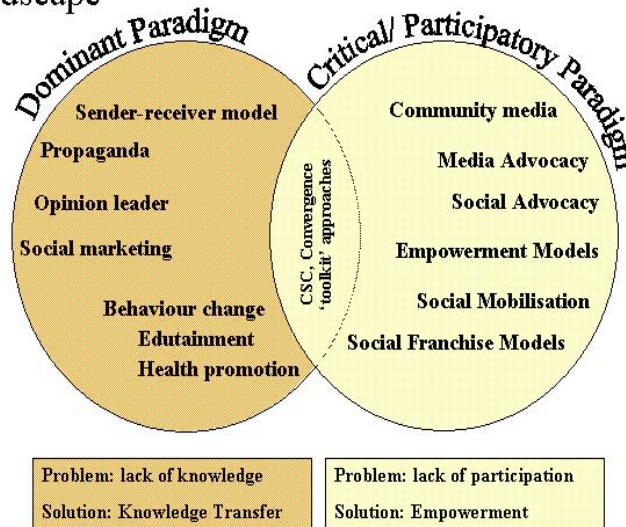 Dominant Paradigm
Critical/ Participatory Paradigm
Sender-receiver model
Propaganda
Opinion leader
Social marketing
Behaviour change
Edutainment
Health promotion
CSC, Convergence
'toolkit' approaches
Community media
Media Advocacy
Social Advocacy
Empowerment Models
Social Mobilisation
Social Franchise Models
Problem: lack of knowledge
Solution: Knowledge Transfer
Problem: lack of participation
Solution: Empowerment